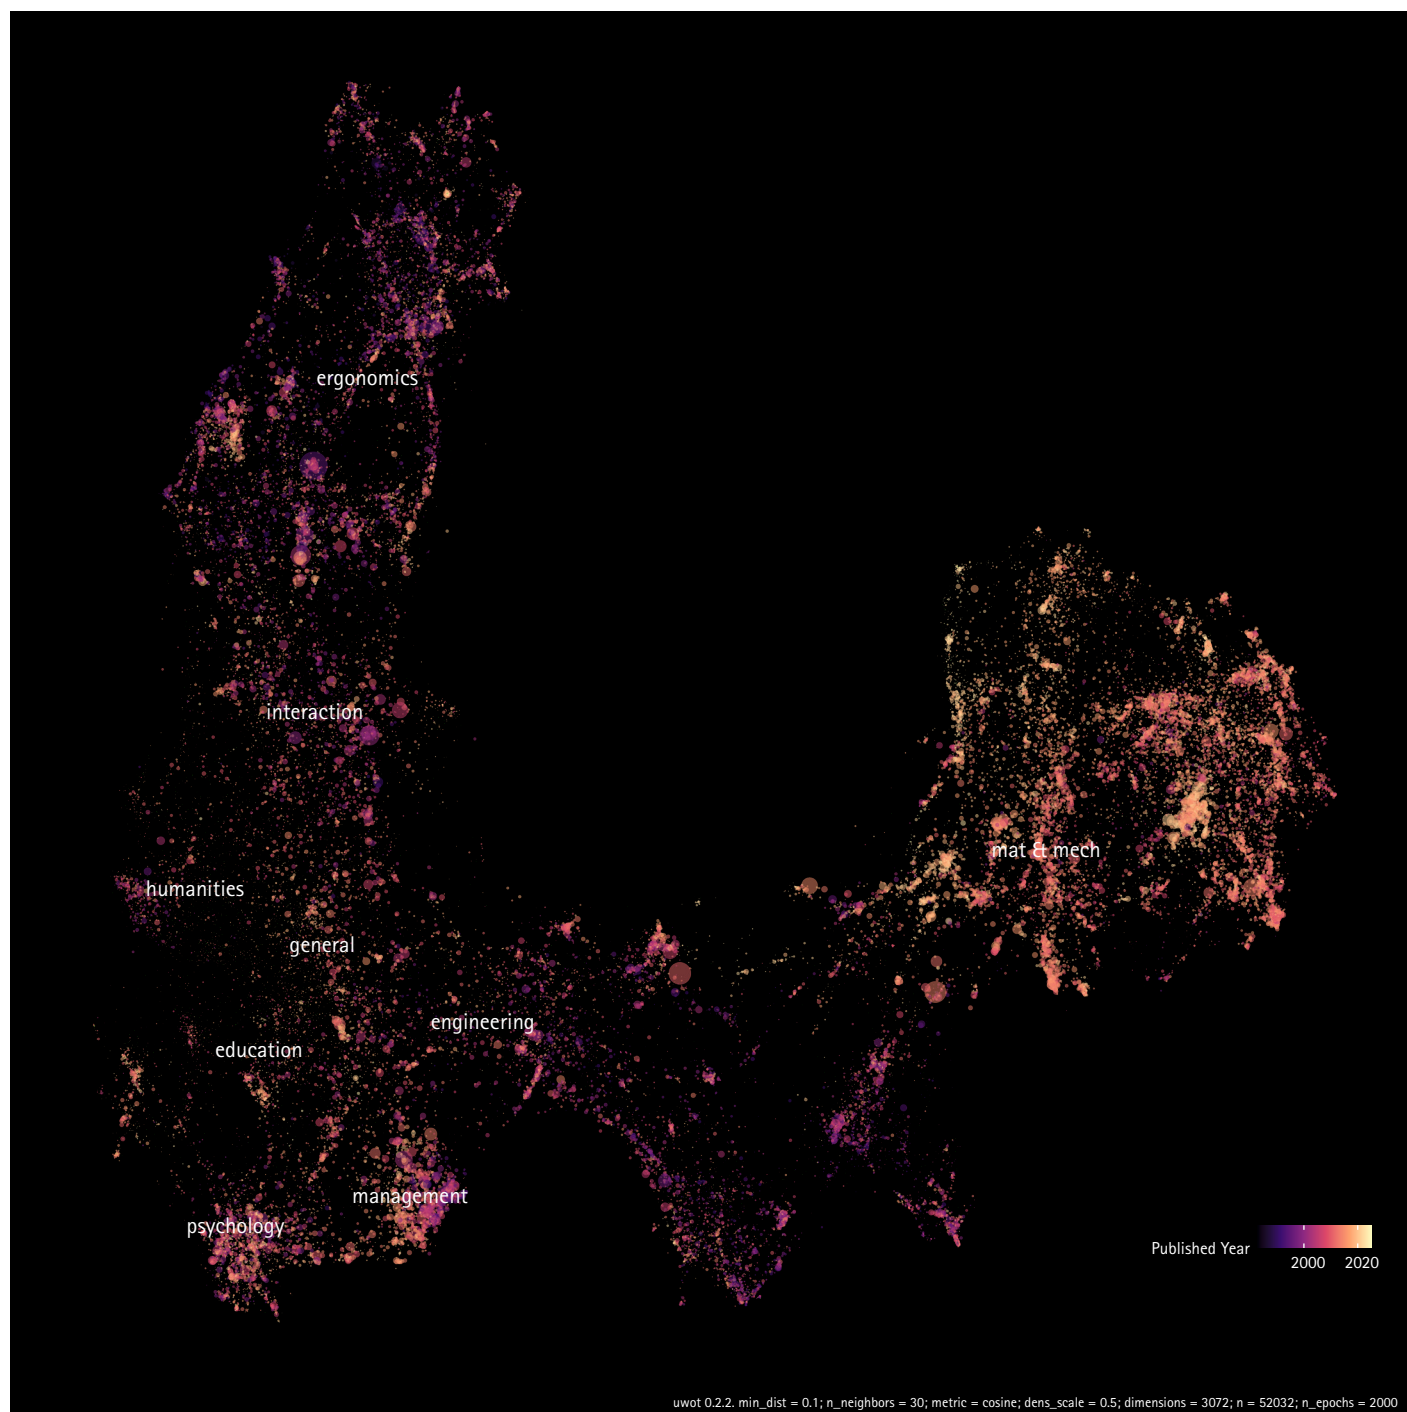 ergonomics
interaction
mat & mech
humanities
general
engineering
education
management
psychology
Published Year
2000 2020
uwot 0.2.2. min_dist = 0.1; n_neighbors = 30; metric = cosine; dens_scale = 0.5; dimensions = 3072; n = 52032; n_epochs = 2000